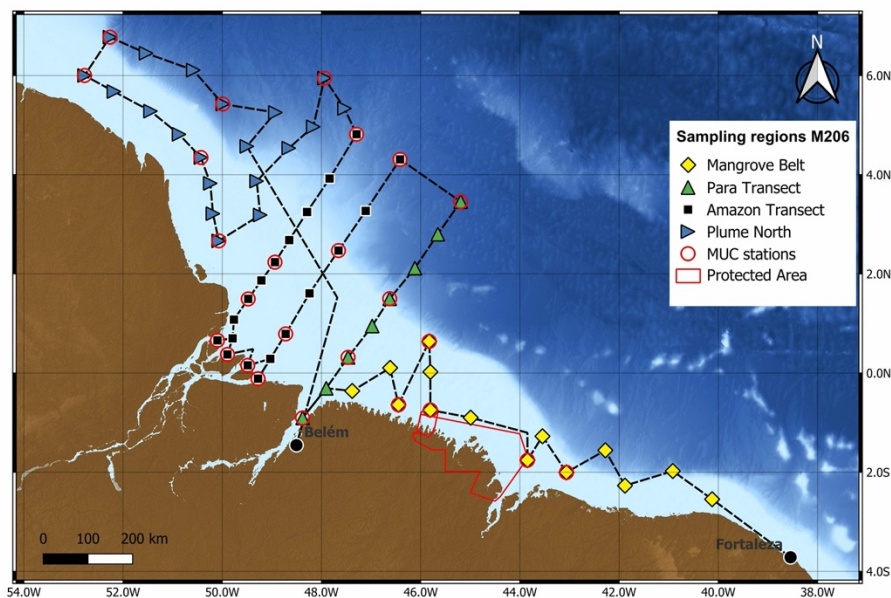 N
6.0N
4.0N
2.0N
0.0N
2.0S
4.0S
Sampling regions M206
Mangrove Belt
Para Transect
Amazon Transect
Plume North
MUC stations
Protected Area
Belém
Fortaleza
0 100 200 km
54.0W 52.0W 50.0W 48.0W 46.0W 44.0W 42.0W 40.0W 38.0W